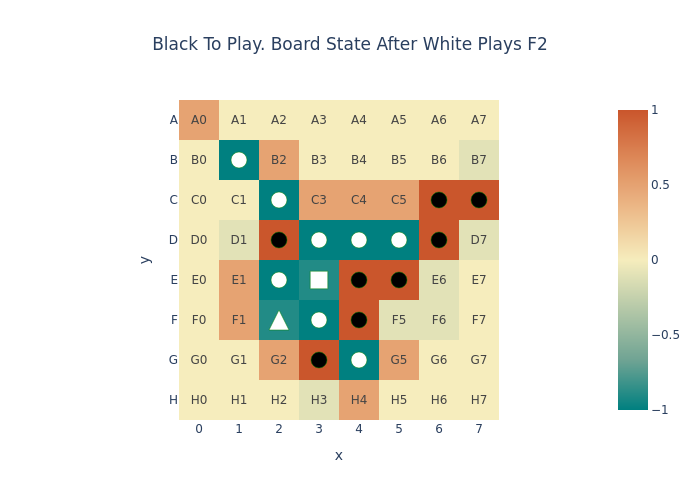 Black To Play. Board State After White Plays F2
A A0 A1 A2 A3 A4 A5 A6 A7
B B0 B2 B3 B4 B5 B6 B7
C C0 C1 C3 C4 C5
D D0 D1 D7
E E0 E1 E6 E7
F F0 F1 F5 F6 F7
G G0 G1 G2 G5 G6 G7
H H0 H1 H2 H3 H4 H5 H6 H7
0 1 2 3 4 5 6 7
x
y
1
0.5
0
−0.5
−1